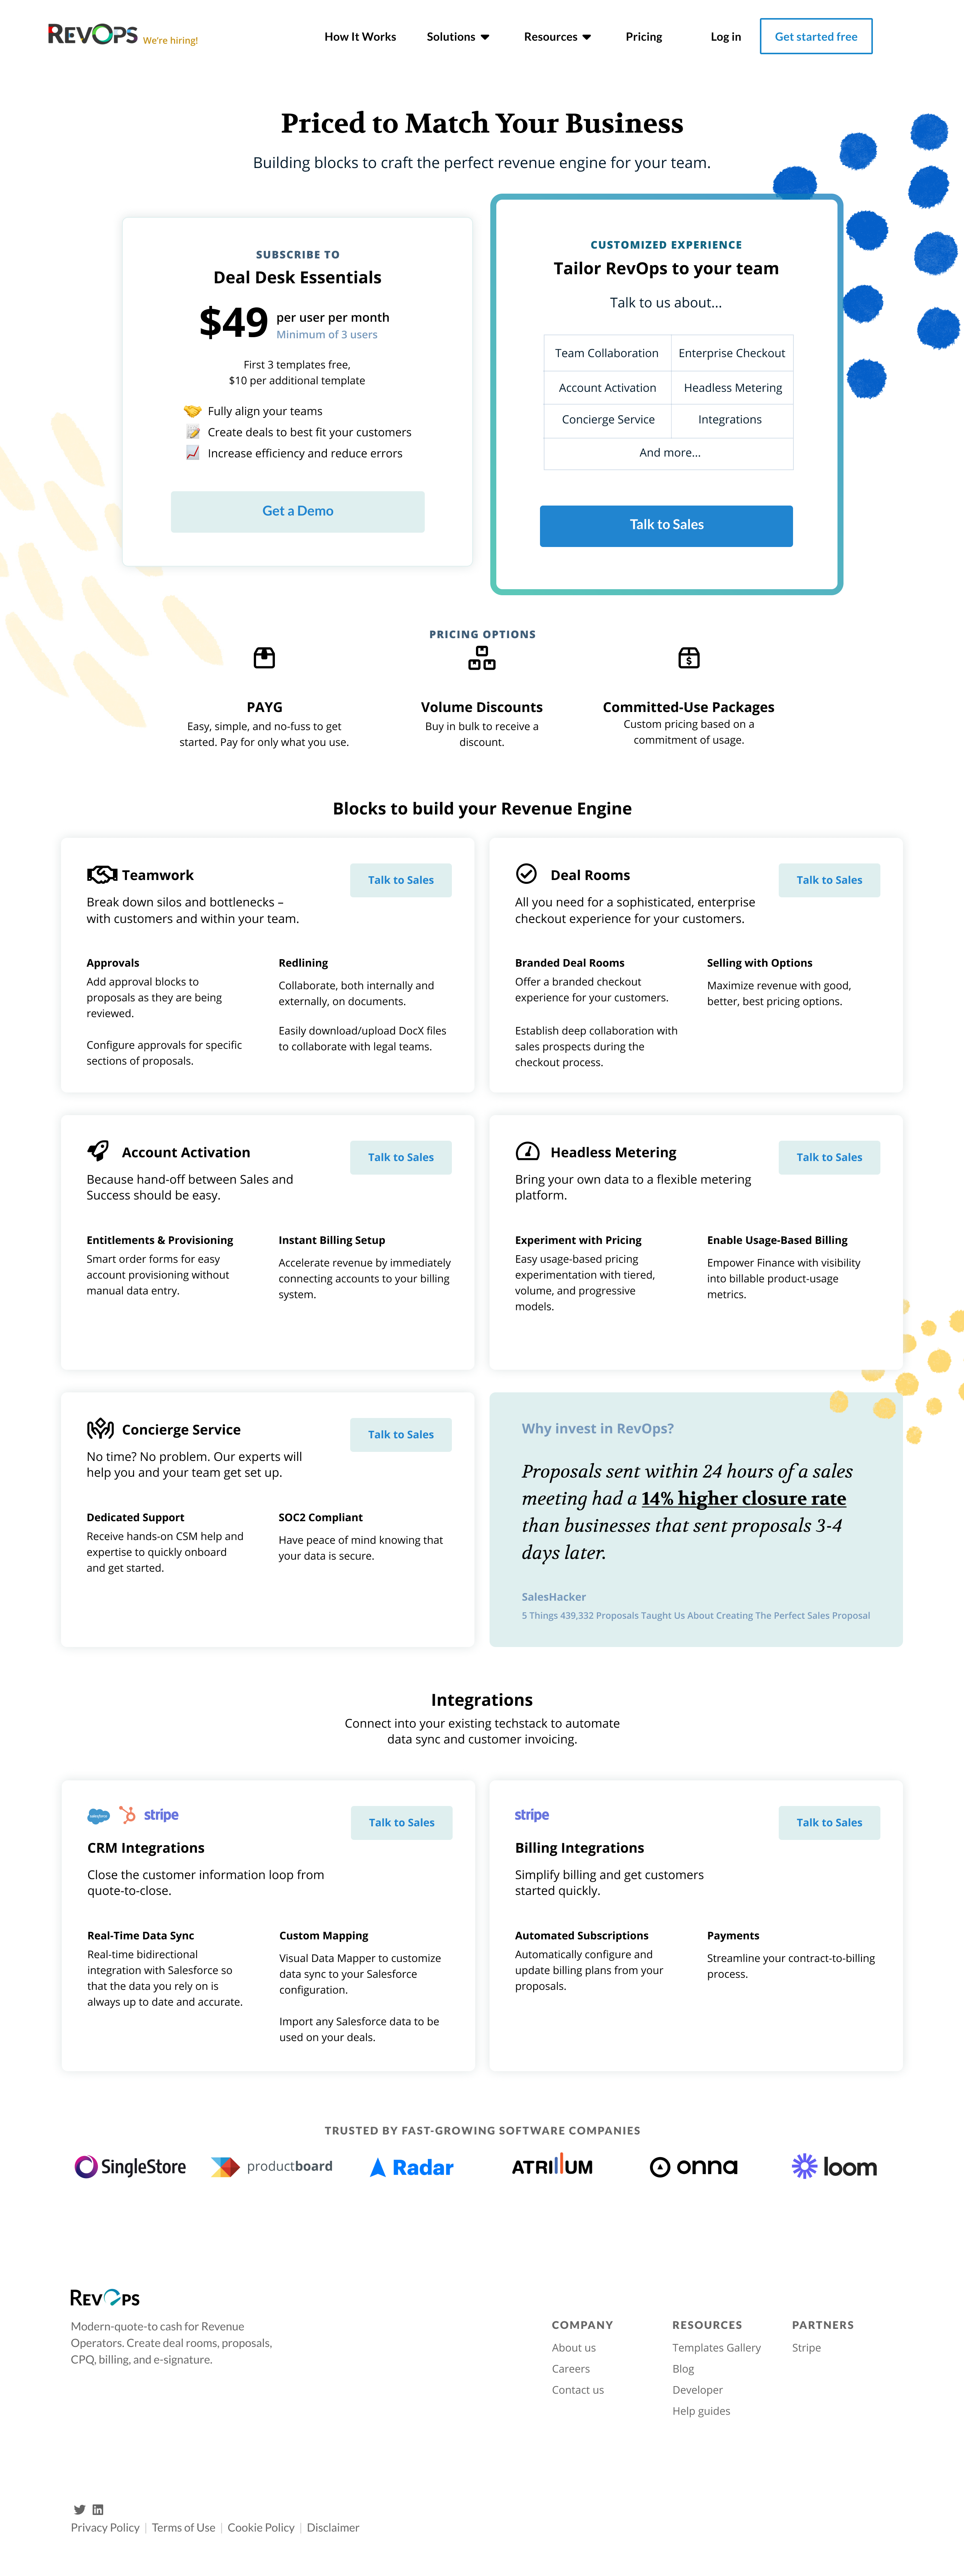 REVOPS We're hiring!
How It Works Solutions Resources Pricing Log in Get started free
Priced to Match Your Business
Building blocks to craft the perfect revenue engine for your team.
SUBSCRIBE TO
Deal Desk Essentials
$49 per user per month
Minimum of 3 users
First 3 templates free,
$10 per additional template
Fully align your teams
Create deals to best fit your customers
Increase efficiency and reduce errors
Get a Demo
CUSTOMIZED EXPERIENCE
Tailor RevOps to your team
Talk to us about...
Team Collaboration Enterprise Checkout
Account Activation Headless Metering
Concierge Service Integrations
And more...
Talk to Sales
PRICING OPTIONS
PAYG
Easy, simple, and no-fuss to get
started. Pay for only what you use.
Volume Discounts
Buy in bulk to receive a
discount.
Committed-Use Packages
Custom pricing based on a
commitment of usage.
Blocks to build your Revenue Engine
Teamwork
Talk to Sales
Break down silos and bottlenecks –
with customers and within your team.
Approvals
Add approval blocks to
proposals as they are being
reviewed.
Configure approvals for specific
sections of proposals.
Redlining
Collaborate, both internally and
externally, on documents.
Easily download/upload DocX files
to collaborate with legal teams.
Deal Rooms
Talk to Sales
All you need for a sophisticated, enterprise
checkout experience for your customers.
Branded Deal Rooms
Offer a branded checkout
experience for your customers.
Establish deep collaboration with
sales prospects during the
checkout process.
Selling with Options
Maximize revenue with good,
better, best pricing options.
Account Activation
Talk to Sales
Because hand-off between Sales and
Success should be easy.
Entitlements & Provisioning
Smart order forms for easy
account provisioning without
manual data entry.
Instant Billing Setup
Accelerate revenue by immediately
connecting accounts to your billing
system.
Headless Metering
Talk to Sales
Bring your own data to a flexible metering
platform.
Experiment with Pricing
Easy usage-based pricing
experimentation with tiered,
volume, and progressive
models.
Enable Usage-Based Billing
Empower Finance with visibility
into billable product-usage
metrics.
Concierge Service
Talk to Sales
No time? No problem. Our experts will
help you and your team get set up.
Dedicated Support
Receive hands-on CSM help and
expertise to quickly onboard
and get started.
SOC2 Compliant
Have peace of mind knowing that
your data is secure.
Why invest in RevOps?
Proposals sent within 24 hours of a sales
meeting had a 14% higher closure rate
than businesses that sent proposals 3-4
days later.
SalesHacker
5 Things 439,332 Proposals Taught Us About Creating The Perfect Sales Proposal
Integrations
Connect into your existing techstack to automate
data sync and customer invoicing.
salesforce stripe
Talk to Sales
CRM Integrations
Close the customer information loop from
quote-to-close.
Real-Time Data Sync
Real-time bidirectional
integration with Salesforce so
that the data you rely on is
always up to date and accurate.
Custom Mapping
Visual Data Mapper to customize
data sync to your Salesforce
configuration.
Import any Salesforce data to be
used on your deals.
stripe
Talk to Sales
Billing Integrations
Simplify billing and get customers
started quickly.
Automated Subscriptions
Automatically configure and
update billing plans from your
proposals.
Payments
Streamline your contract-to-billing
process.
TRUSTED BY FAST-GROWING SOFTWARE COMPANIES
SingleStore productboard Radar ATRIUM onna loom
REVOPS
Modern-quote-to cash for Revenue
Operators. Create deal rooms, proposals,
CPQ, billing, and e-signature.
COMPANY
About us
Careers
Contact us
RESOURCES
Templates Gallery
Blog
Developer
Help guides
PARTNERS
Stripe
Privacy Policy | Terms of Use | Cookie Policy | Disclaimer